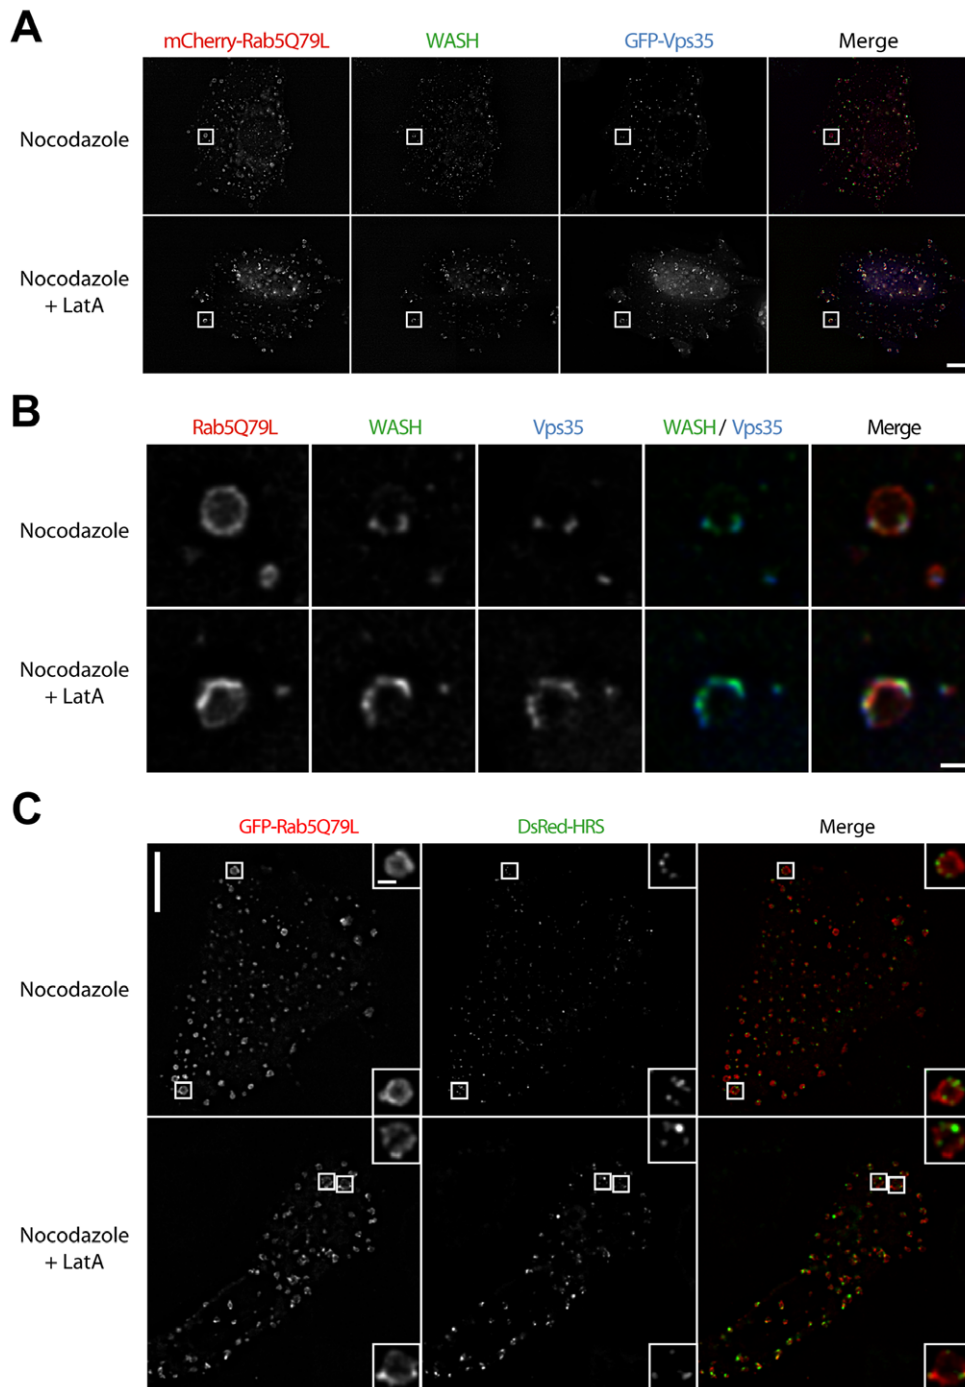 A
mCherry-Rab5Q79L WASH GFP-Vps35 Merge
Nocodazole
Nocodazole
+ LatA
B
Rab5Q79L WASH Vps35 WASH / Vps35 Merge
Nocodazole
Nocodazole
+ LatA
C
GFP-Rab5Q79L DsRed-HRS Merge
Nocodazole
Nocodazole
+ LatA